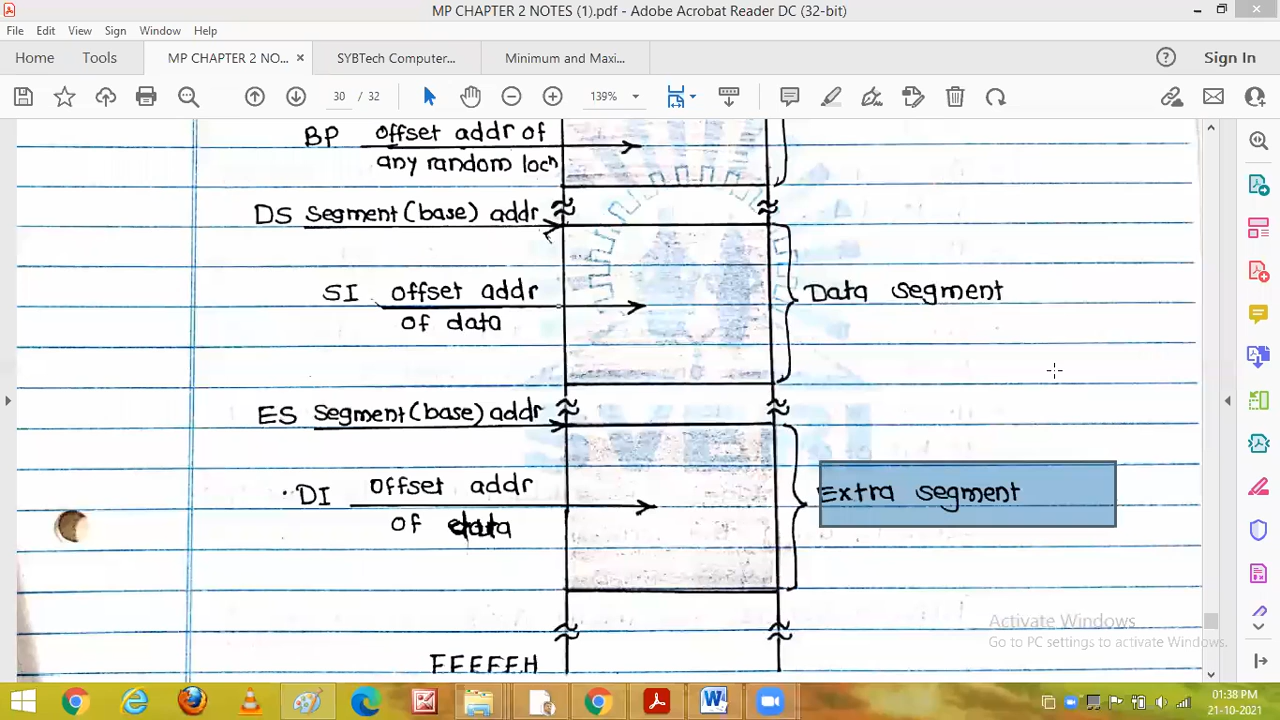 MP CHAPTER 2 NOTES (1).pdf - Adobe Acrobat Reader DC (32-bit)
File Edit View Sign Window Help
Home Tools MP CHAPTER 2 NO... × SYBTech Computer... Minimum and Maxi... Sign In
30 / 32 139%
BP offset addr of
any random locn
DS Segment (base) addr
SI offset addr
of data
Data segment
ES Segment (base) addr
DI offset addr
of data
Extra segment
FFFFFH
Activate Windows
Go to PC settings to activate Windows.
01:38 PM
21-10-2021